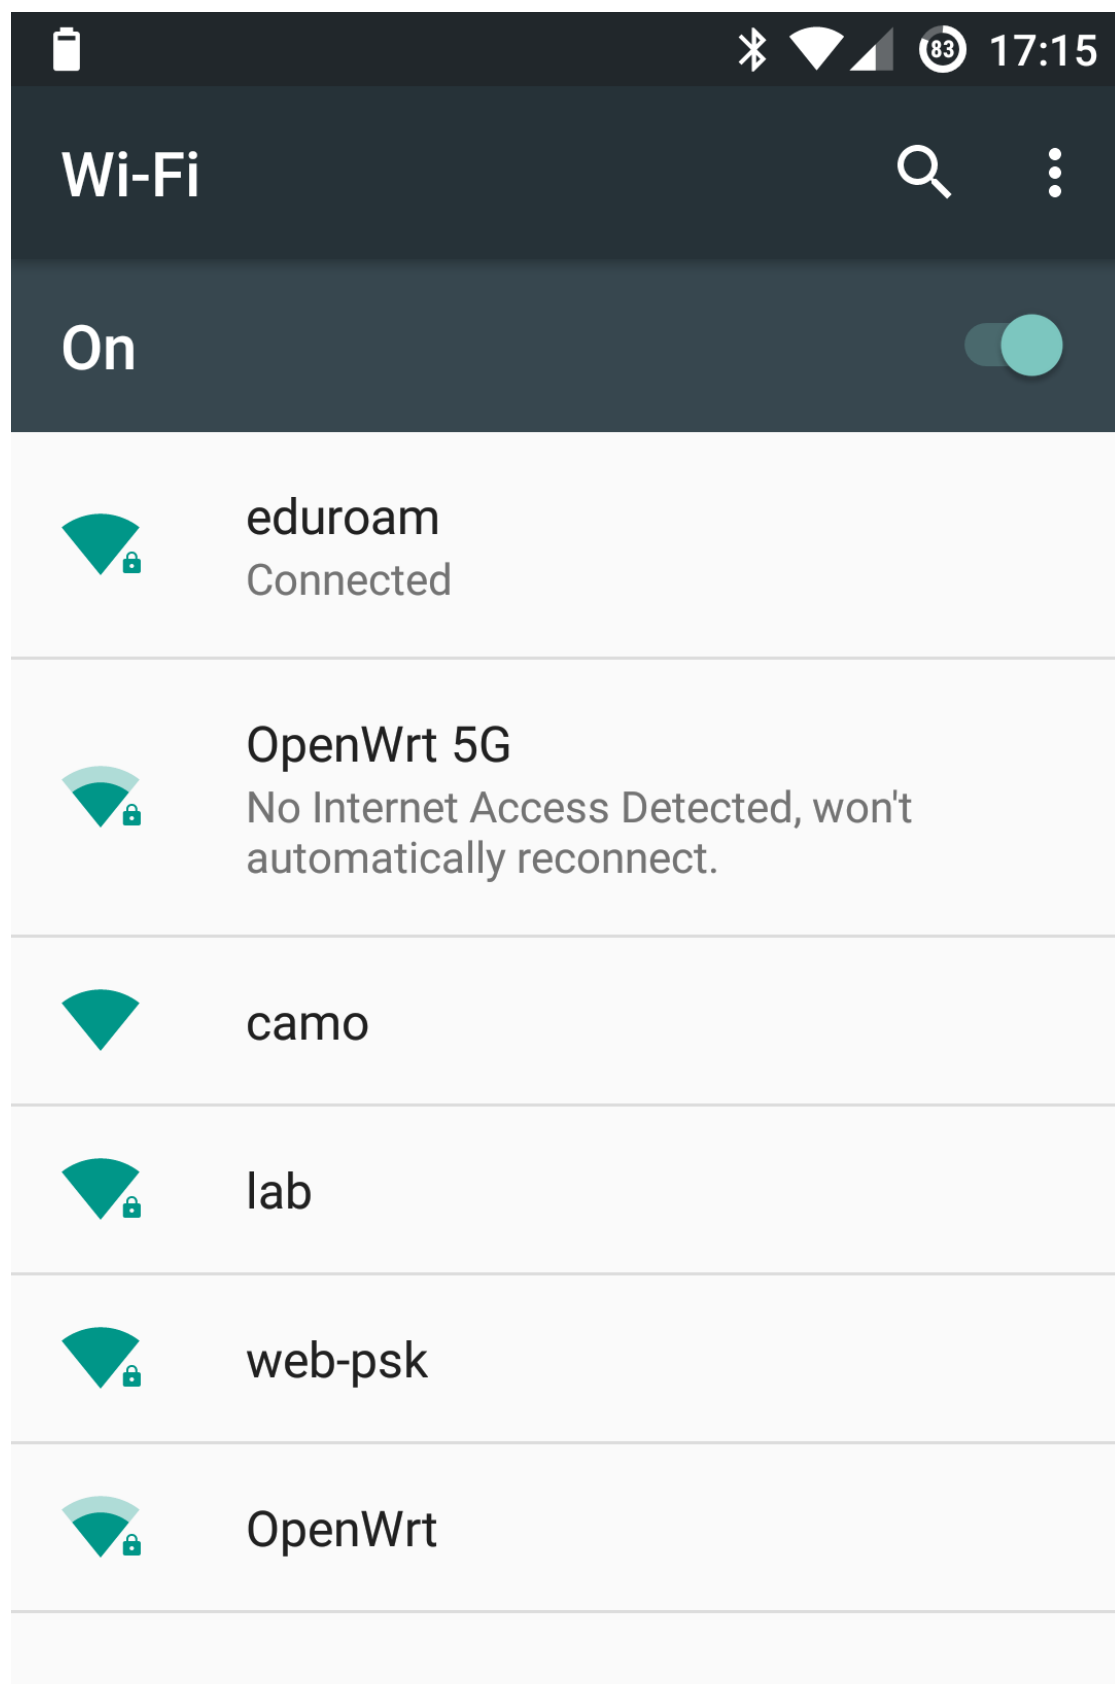 83 17:15
Wi-Fi
On
eduroam
Connected
OpenWrt 5G
No Internet Access Detected, won't
automatically reconnect.
camo
lab
web-psk
OpenWrt